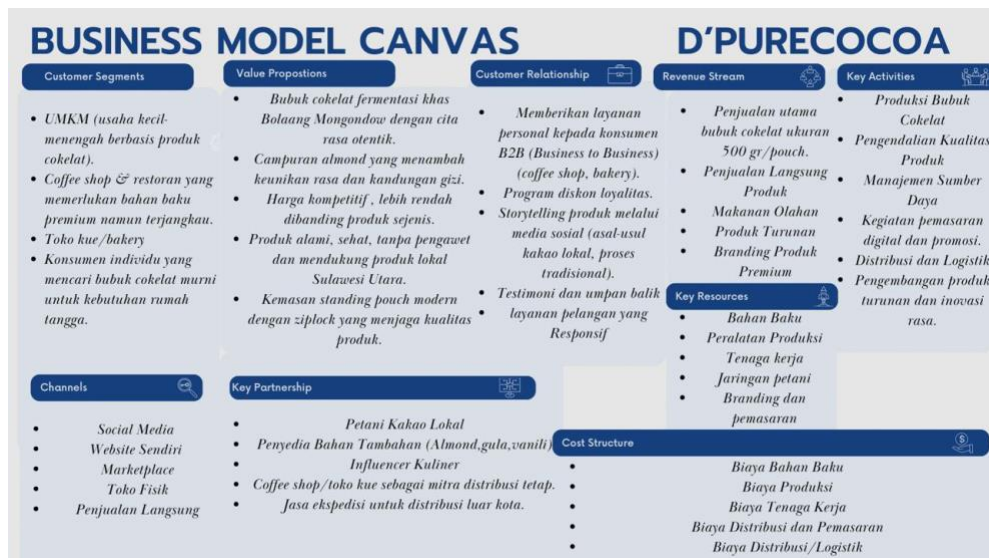 BUSINESS MODEL CANVAS
D'PURECOCOA
Customer Segments
• UMKM (usaha kecil-
menengah berbasis produk
cokelat).
• Coffee shop & restoran yang
memerlukan bahan baku
premium namun terjangkau.
• Toko kue/bakery
• Konsumen individu yang
mencari bubuk cokelat murni
untuk kebutuhan rumah
tangga.
Value Propostions
• Bubuk cokelat fermentasi khas
Bolaang Mongondow dengan cita
rasa otentik.
• Campuran almond yang menambah
keunikan rasa dan kandungan gizi.
• Harga kompetitif , lebih rendah
dibanding produk sejenis.
• Produk alami, sehat, tanpa pengawet
dan mendukung produk lokal
Sulawesi Utara.
• Kemasan standing pouch modern
dengan ziplock yang menjaga kualitas
produk.
Customer Relationship
• Memberikan layanan
personal kepada konsumen
B2B (Business to Business)
(coffee shop, bakery).
• Program diskon loyalitas.
• Storytelling produk melalui
media sosial (asal-usul
kakao lokal, proses
tradisional).
• Testimoni dan umpan balik
• layanan pelangan yang
Responsif
Revenue Stream
• Penjualan utama
bubuk cokelat ukuran
500 gr/pouch.
• Penjualan Langsung
Produk
• Makanan Olahan
• Produk Turunan
• Branding Produk
Premium
Key Activities
• Produksi Bubuk
Cokelat
• Pengendalian Kualitas
Produk
• Manajemen Sumber
Daya
• Kegiatan pemasaran
digital dan promosi.
• Distribusi dan Logistik
• Pengembangan produk
turunan dan inovasi
rasa.
Key Resources
• Bahan Baku
• Peralatan Produksi
• Tenaga kerja
• Jaringan petani
• Branding dan
pemasaran
Channels
• Social Media
• Website Sendiri
• Marketplace
• Toko Fisik
• Penjualan Langsung
Key Partnership
• Petani Kakao Lokal
• Penyedia Bahan Tambahan (Almond,gula,vanili)
• Influencer Kuliner
• Coffee shop/toko kue sebagai mitra distribusi tetap.
• Jasa ekspedisi untuk distribusi luar kota.
Cost Structure
• Biaya Bahan Baku
• Biaya Produksi
• Biaya Tenaga Kerja
• Biaya Distribusi dan Pemasaran
• Biaya Distribusi/Logistik